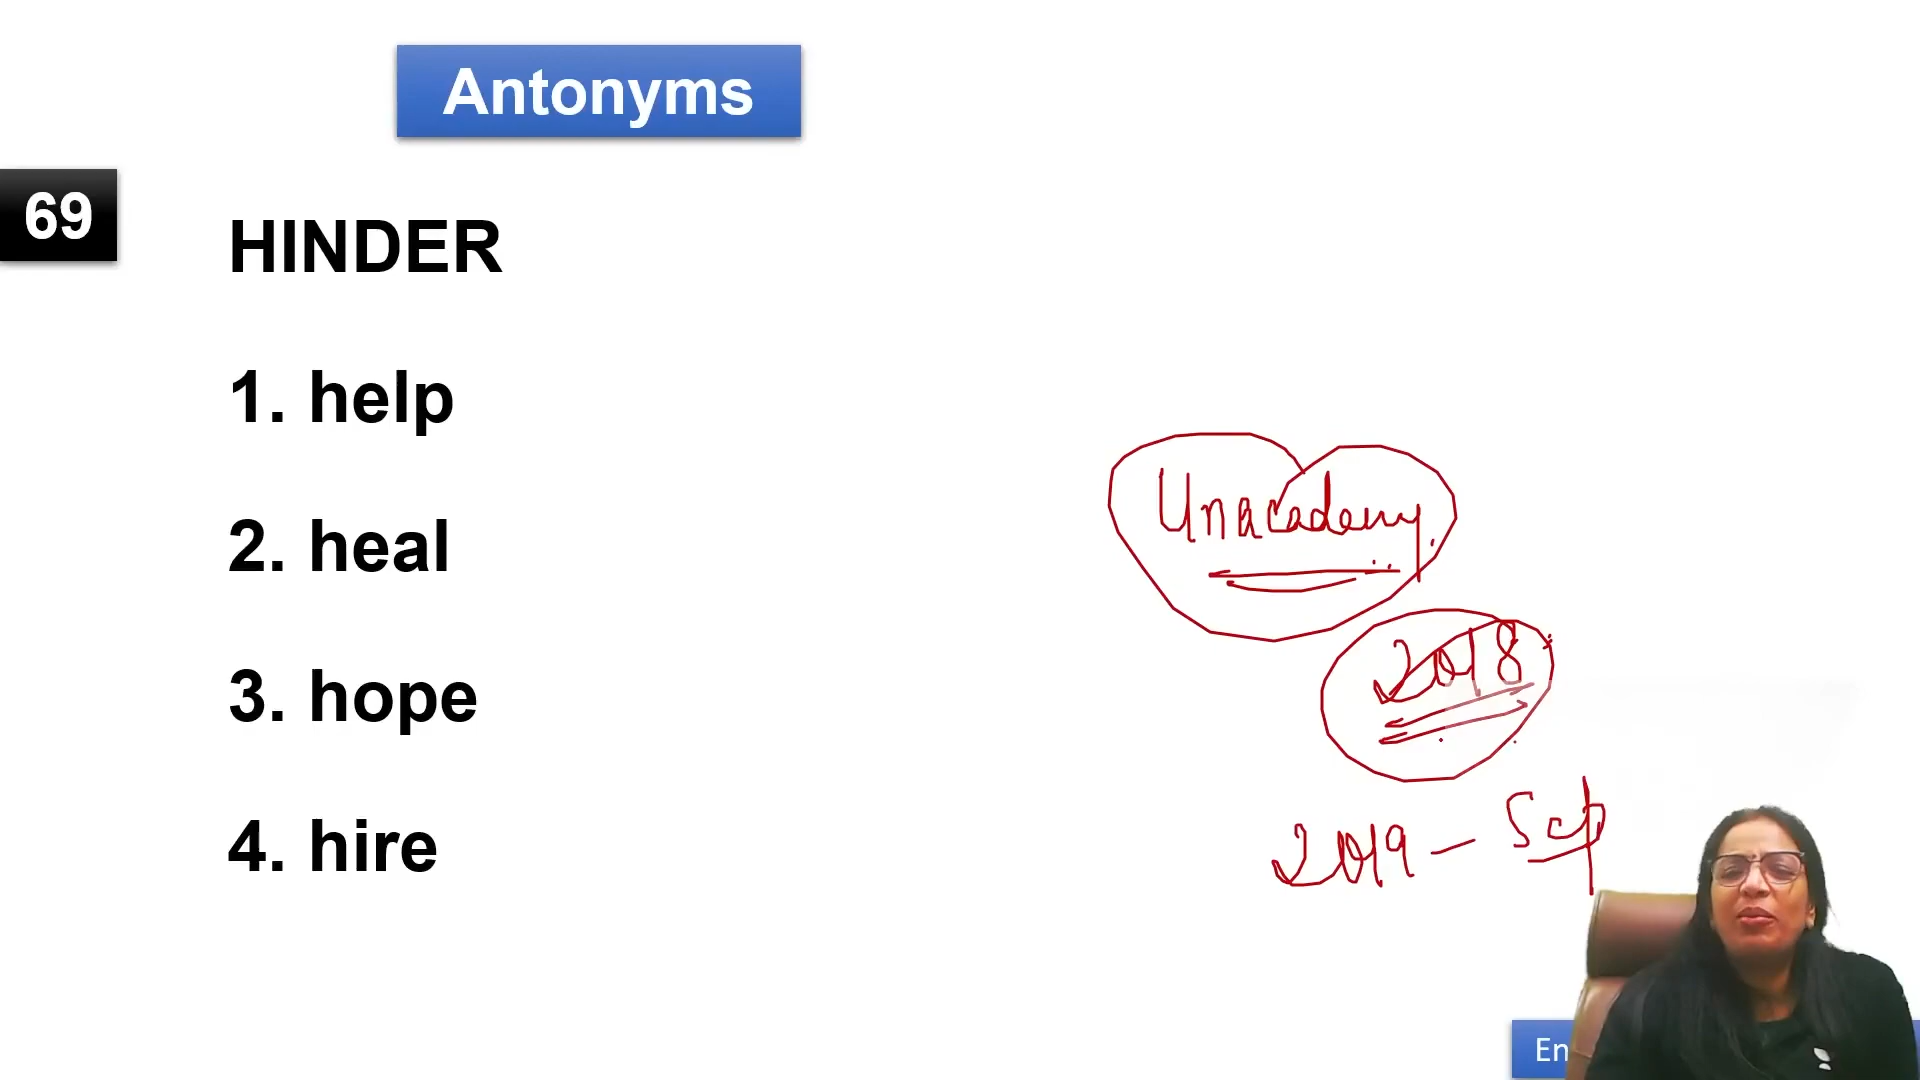 Antonyms
69
HINDER
1. help
2. heal
3. hope
4. hire
Unacademy
2018
2019 – Sep
En